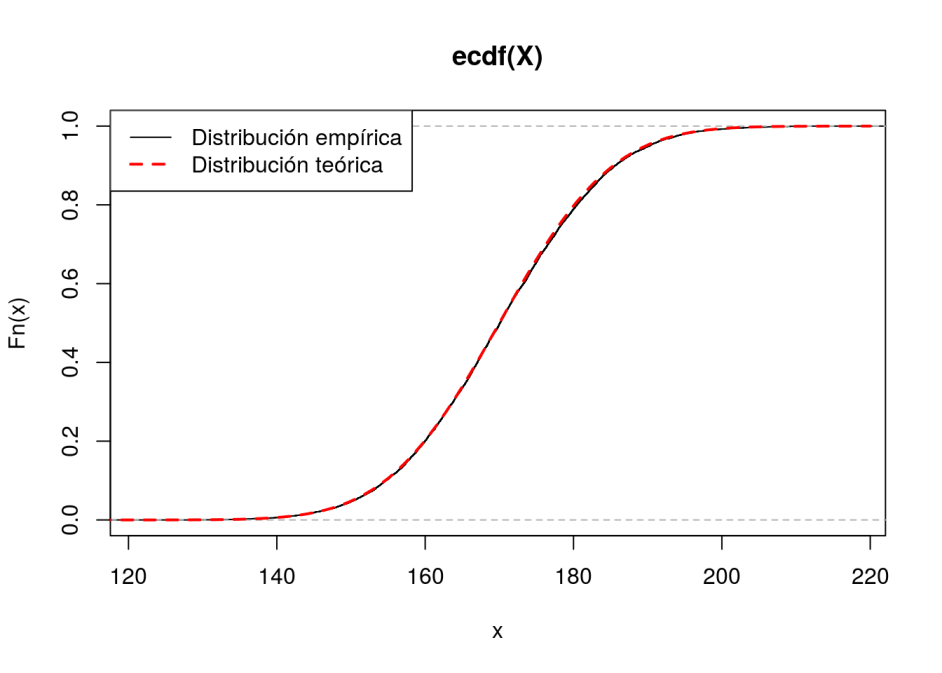 ecdf(X)
Distribución empírica
Distribución teórica
Fn(x)
1.0
0.8
0.6
0.4
0.2
0.0
120 140 160 180 200 220
x